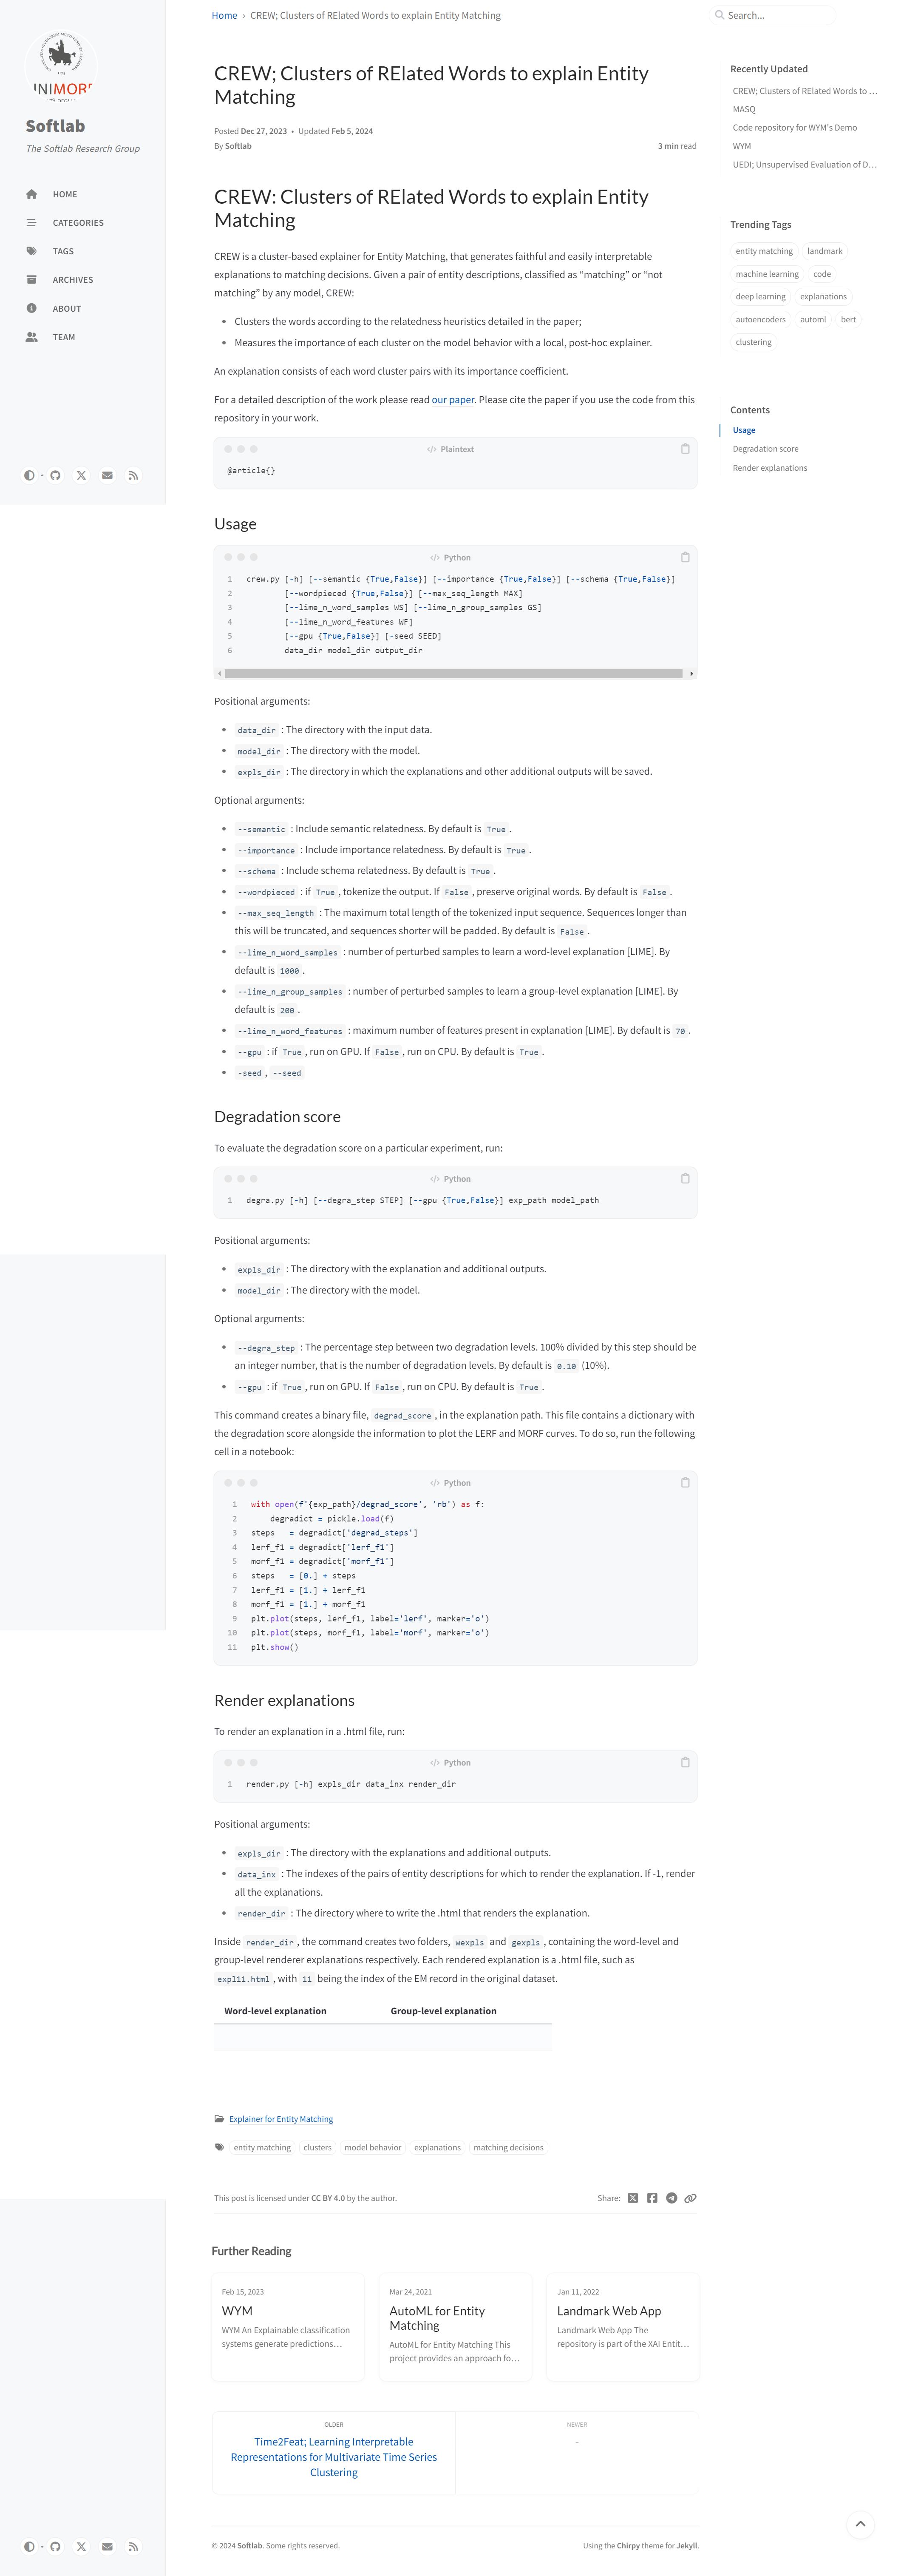 UNIMORE
Softlab
The Softlab Research Group
HOME
CATEGORIES
TAGS
ARCHIVES
ABOUT
TEAM
Home › CREW; Clusters of RElated Words to explain Entity Matching
Search...
CREW; Clusters of RElated Words to explain Entity
Matching
Posted Dec 27, 2023 • Updated Feb 5, 2024
By Softlab
3 min read
CREW: Clusters of RElated Words to explain Entity
Matching
CREW is a cluster-based explainer for Entity Matching, that generates faithful and easily interpretable
explanations to matching decisions. Given a pair of entity descriptions, classified as “matching” or “not
matching” by any model, CREW:
• Clusters the words according to the relatedness heuristics detailed in the paper;
• Measures the importance of each cluster on the model behavior with a local, post-hoc explainer.
An explanation consists of each word cluster pairs with its importance coefficient.
For a detailed description of the work please read our paper. Please cite the paper if you use the code from this
repository in your work.
Plaintext
@article{}
Usage
Python
1 crew.py [-h] [--semantic {True,False}] [--importance {True,False}] [--schema {True,False}]
2 [--wordpieced {True,False}] [--max_seq_length MAX]
3 [--lime_n_word_samples WS] [--lime_n_group_samples GS]
4 [--lime_n_word_features WF]
5 [--gpu {True,False}] [-seed SEED]
6 data_dir model_dir output_dir
Positional arguments:
• data_dir : The directory with the input data.
• model_dir : The directory with the model.
• expls_dir : The directory in which the explanations and other additional outputs will be saved.
Optional arguments:
• --semantic : Include semantic relatedness. By default is True .
• --importance : Include importance relatedness. By default is True .
• --schema : Include schema relatedness. By default is True .
• --wordpieced : if True , tokenize the output. If False , preserve original words. By default is False .
• --max_seq_length : The maximum total length of the tokenized input sequence. Sequences longer than
this will be truncated, and sequences shorter will be padded. By default is False .
• --lime_n_word_samples : number of perturbed samples to learn a word-level explanation [LIME]. By
default is 1000 .
• --lime_n_group_samples : number of perturbed samples to learn a group-level explanation [LIME]. By
default is 200 .
• --lime_n_word_features : maximum number of features present in explanation [LIME]. By default is 70 .
• --gpu : if True , run on GPU. If False , run on CPU. By default is True .
• -seed , --seed
Degradation score
To evaluate the degradation score on a particular experiment, run:
Python
1 degra.py [-h] [--degra_step STEP] [--gpu {True,False}] exp_path model_path
Positional arguments:
• expls_dir : The directory with the explanation and additional outputs.
• model_dir : The directory with the model.
Optional arguments:
• --degra_step : The percentage step between two degradation levels. 100% divided by this step should be
an integer number, that is the number of degradation levels. By default is 0.10 (10%).
• --gpu : if True , run on GPU. If False , run on CPU. By default is True .
This command creates a binary file, degrad_score , in the explanation path. This file contains a dictionary with
the degradation score alongside the information to plot the LERF and MORF curves. To do so, run the following
cell in a notebook:
Python
1 with open(f'{exp_path}/degrad_score', 'rb') as f:
2 degradict = pickle.load(f)
3 steps = degradict['degrad_steps']
4 lerf_f1 = degradict['lerf_f1']
5 morf_f1 = degradict['morf_f1']
6 steps = [0.] + steps
7 lerf_f1 = [1.] + lerf_f1
8 morf_f1 = [1.] + morf_f1
9 plt.plot(steps, lerf_f1, label='lerf', marker='o')
10 plt.plot(steps, morf_f1, label='morf', marker='o')
11 plt.show()
Render explanations
To render an explanation in a .html file, run:
Python
1 render.py [-h] expls_dir data_inx render_dir
Positional arguments:
• expls_dir : The directory with the explanations and additional outputs.
• data_inx : The indexes of the pairs of entity descriptions for which to render the explanation. If -1, render
all the explanations.
• render_dir : The directory where to write the .html that renders the explanation.
Inside render_dir , the command creates two folders, wexpls and gexpls , containing the word-level and
group-level renderer explanations respectively. Each rendered explanation is a .html file, such as
expl11.html , with 11 being the index of the EM record in the original dataset.
Word-level explanation Group-level explanation
Explainer for Entity Matching
entity matching clusters model behavior explanations matching decisions
This post is licensed under CC BY 4.0 by the author.
Share:
Further Reading
Feb 15, 2023
WYM
WYM An Explainable classification
systems generate predictions...
Mar 24, 2021
AutoML for Entity
Matching
AutoML for Entity Matching This
project provides an approach fo...
Jan 11, 2022
Landmark Web App
Landmark Web App The
repository is part of the XAI Entit...
OLDER
Time2Feat; Learning Interpretable
Representations for Multivariate Time Series
Clustering
NEWER
-
© 2024 Softlab. Some rights reserved.
Using the Chirpy theme for Jekyll.
Recently Updated
CREW; Clusters of RElated Words to ...
MASQ
Code repository for WYM's Demo
WYM
UEDI; Unsupervised Evaluation of D...
Trending Tags
entity matching landmark
machine learning code
deep learning explanations
autoencoders automl bert
clustering
Contents
Usage
Degradation score
Render explanations